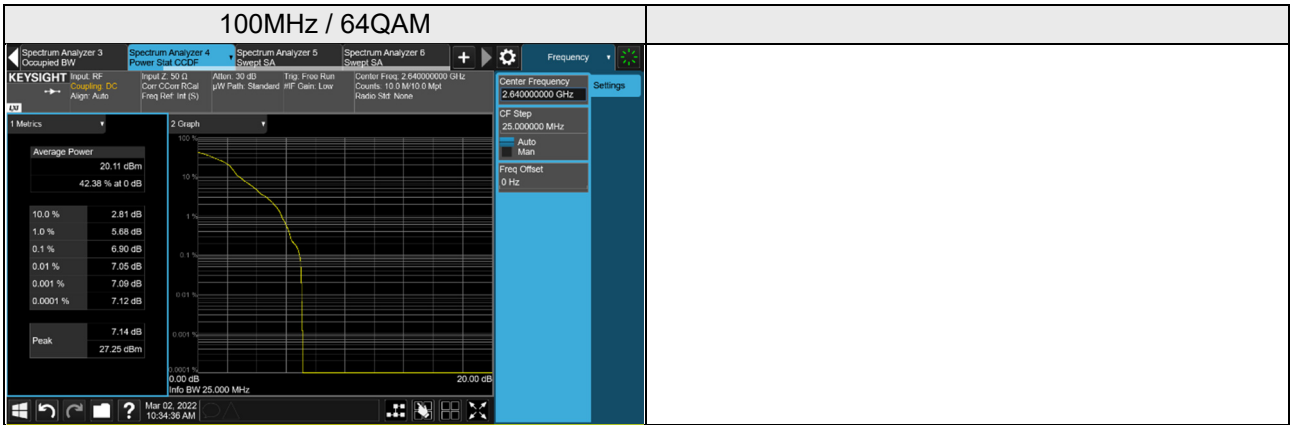 100MHz / 64QAM
Spectrum Analyzer 3
Occupied BW
Spectrum Analyzer 4
Power Stat CCDF
Spectrum Analyzer 5
Swept SA
Spectrum Analyzer 6
Swept SA
+
Frequency
KEYSIGHT
Input: RF
Coupling: DC
Align: Auto
Input Z: 50 Ω
Corr CCorr RCal
Freq Ref: Int (S)
Atten: 30 dB
µW Path: Standard
Trig: Free Run
#IF Gain: Low
Center Freq: 2.640000000 GHz
Counts: 10.0 M/10.0 Mpt
Radio Std: None
LXI
Center Frequency
2.640000000 GHz
Settings
CF Step
25.000000 MHz
Auto
Man
Freq Offset
0 Hz
1 Metrics
Average Power
20.11 dBm
42.38 % at 0 dB
10.0 % 2.81 dB
1.0 % 5.68 dB
0.1 % 6.90 dB
0.01 % 7.05 dB
0.001 % 7.09 dB
0.0001 % 7.12 dB
Peak
7.14 dB
27.25 dBm
2 Graph
100 %
10 %
1 %
0.1 %
0.01 %
0.001 %
0.0001 %
0.00 dB
20.00 dB
Info BW 25.000 MHz
?
Mar 02, 2022
10:34:36 AM